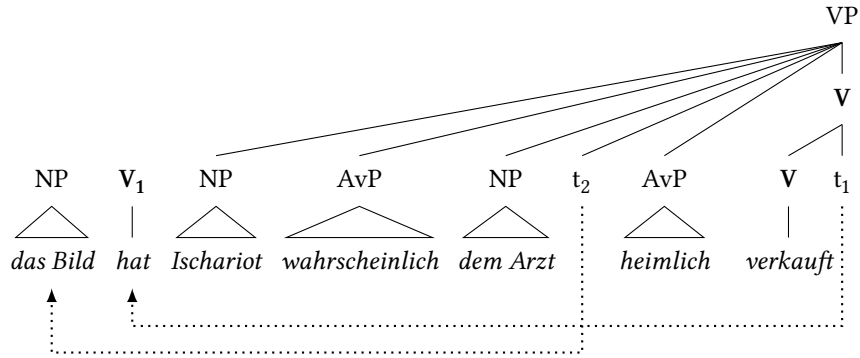 VP
V
NP V₁ NP AvP NP t₂ AvP V t₁
das Bild hat Ischariot wahrscheinlich dem Arzt heimlich verkauft